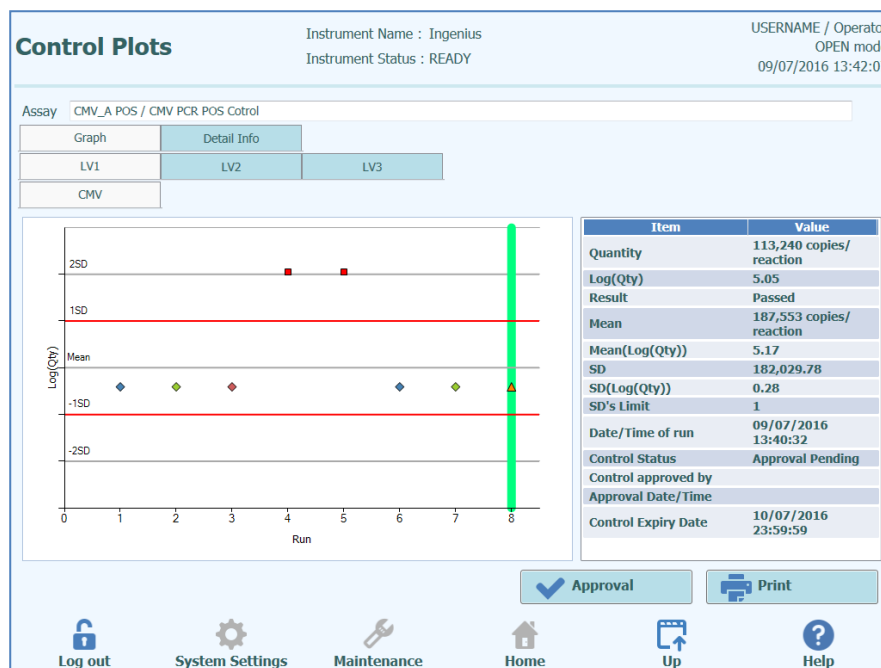 Control Plots
Instrument Name : Ingenius
Instrument Status : READY
USERNAME / Operato
OPEN mod
09/07/2016 13:42:0
Assay CMV_A POS / CMV PCR POS Cotrol
Graph Detail Info
LV1 LV2 LV3
CMV
2SD
1SD
Mean
-1SD
-2SD
Log(Qty)
0 1 2 3 4 5 6 7 8
Run
Item Value
Quantity 113,240 copies/
reaction
Log(Qty) 5.05
Result Passed
Mean 187,553 copies/
reaction
Mean(Log(Qty)) 5.17
SD 182,029.78
SD(Log(Qty)) 0.28
SD's Limit 1
Date/Time of run 09/07/2016
13:40:32
Control Status Approval Pending
Control approved by
Approval Date/Time
Control Expiry Date 10/07/2016
23:59:59
Approval Print
Log out System Settings Maintenance Home Up Help